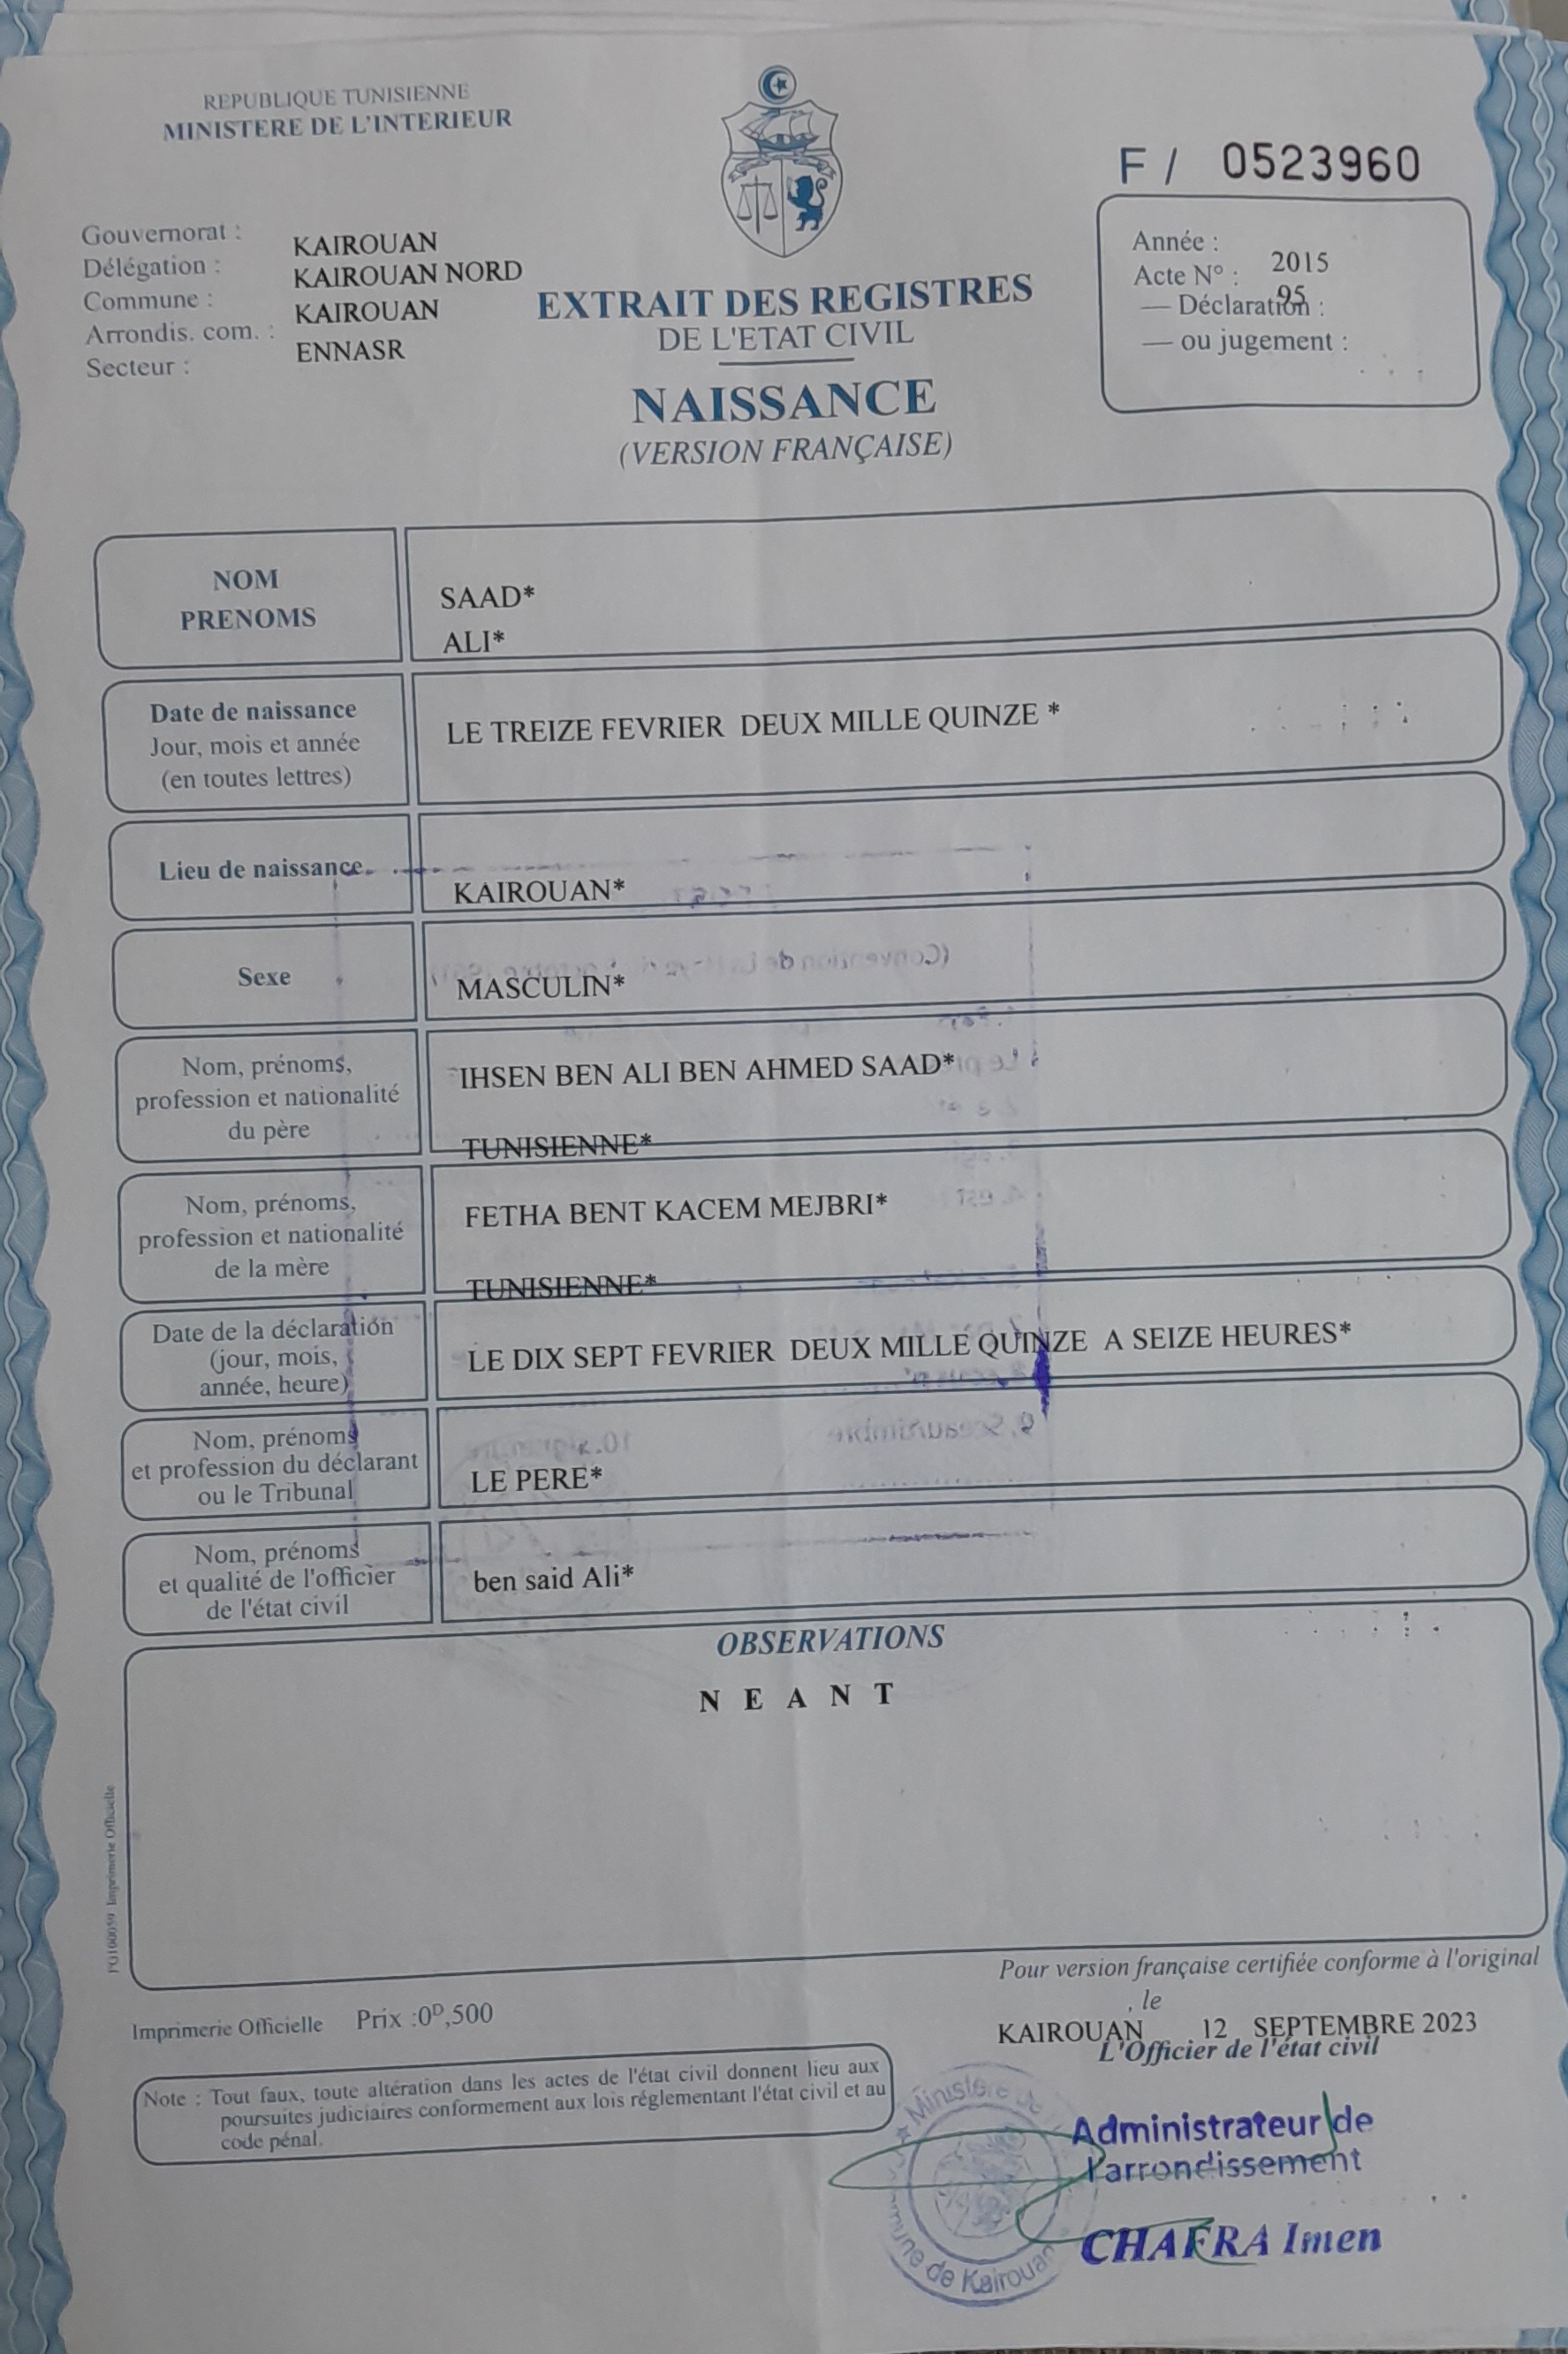 REPUBLIQUE TUNISIENNE
MINISTERE DE L'INTERIEUR
F / 0523960
Gouvernorat : KAIROUAN
Délégation : KAIROUAN NORD
Commune : KAIROUAN
Arrondis. com. :
Secteur : ENNASR
EXTRAIT DES REGISTRES
DE L'ETAT CIVIL
NAISSANCE
(VERSION FRANÇAISE)
Année : 2015
Acte N° : 95
— Déclaration :
— ou jugement :
NOM
PRENOMS
SAAD*
ALI*
Date de naissance
Jour, mois et année
(en toutes lettres)
LE TREIZE FEVRIER DEUX MILLE QUINZE *
Lieu de naissance
KAIROUAN*
Sexe
MASCULIN*
Nom, prénoms,
profession et nationalité
du père
IHSEN BEN ALI BEN AHMED SAAD*
TUNISIENNE*
Nom, prénoms,
profession et nationalité
de la mère
FETHA BENT KACEM MEJBRI*
TUNISIENNE*
Date de la déclaration
(jour, mois,
année, heure)
LE DIX SEPT FEVRIER DEUX MILLE QUINZE A SEIZE HEURES*
Nom, prénoms
et profession du déclarant
ou le Tribunal
LE PERE*
Nom, prénoms
et qualité de l'officier
de l'état civil
ben said Ali*
OBSERVATIONS
N E A N T
Imprimerie Officielle
Pour version française certifiée conforme à l'original
, le
KAIROUAN 12 SEPTEMBRE 2023
L'Officier de l'état civil
Imprimerie Officielle Prix :0ᴰ,500
Note : Tout faux, toute altération dans les actes de l'état civil donnent lieu aux
poursuites judiciaires conformement aux lois réglementant l'état civil et au
code pénal.
Ministère de
Commune de Kairouan
Administrateur de
l'arrondissement
CHAFRA Imen